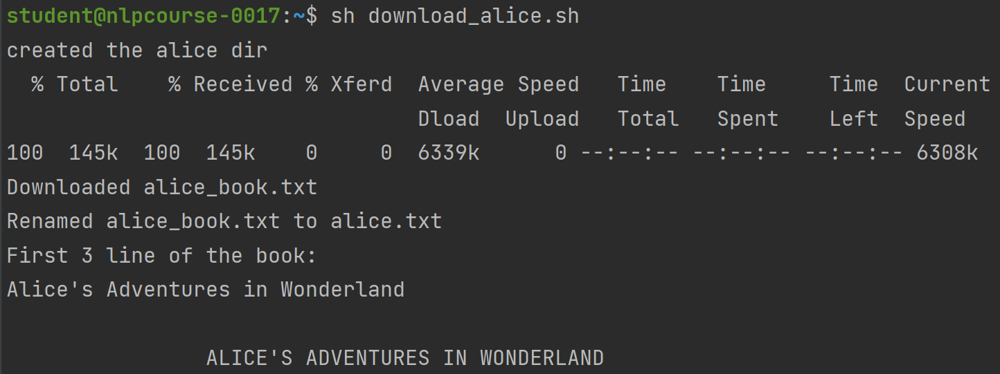 student@nlpcourse-0017:~$ sh download_alice.sh
created the alice dir
  % Total    % Received % Xferd  Average Speed   Time    Time     Time  Current
                                 Dload  Upload   Total   Spent    Left  Speed
100  145k  100  145k    0     0  6339k      0 --:--:-- --:--:-- --:--:-- 6308k
Downloaded alice_book.txt
Renamed alice_book.txt to alice.txt
First 3 line of the book:
Alice's Adventures in Wonderland
                ALICE'S ADVENTURES IN WONDERLAND